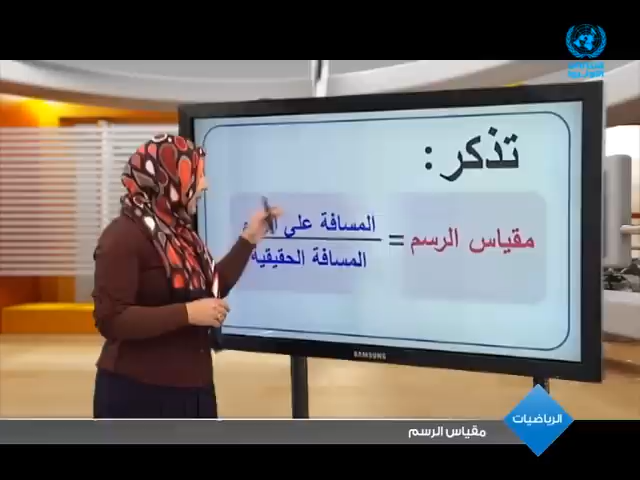 تذكر :
مقياس الرسم = المسافة على
المسافة الحقيقية
SAMSUNG
الرياضيات
مقياس الرسم